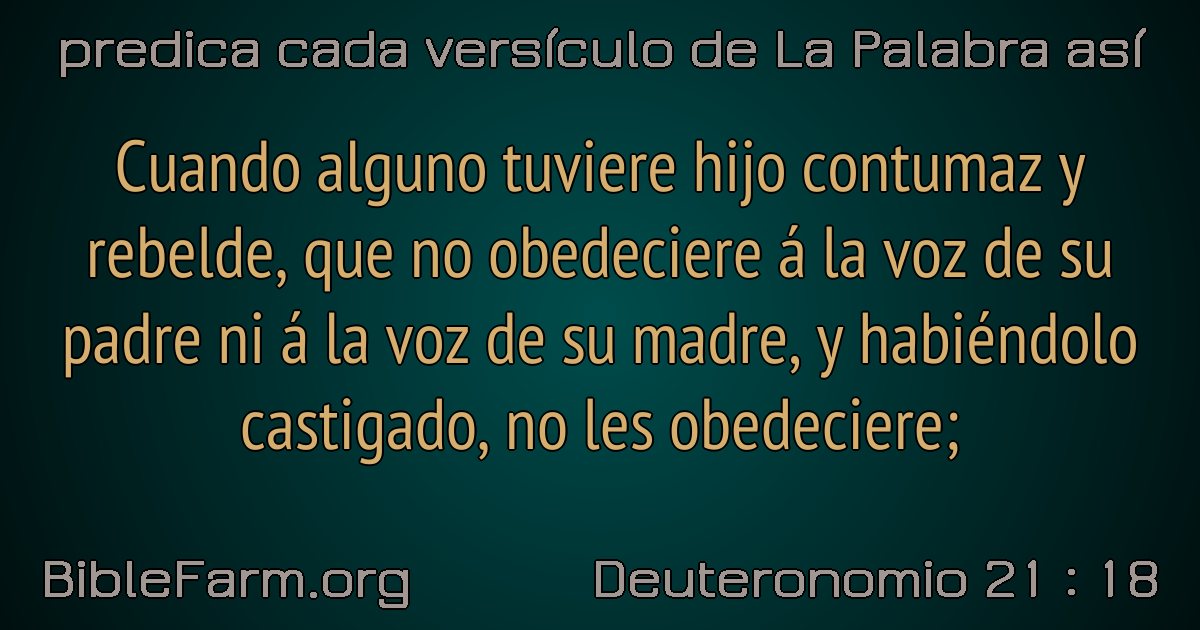 predica cada versículo de La Palabra así
Cuando alguno tuviere hijo contumaz y
rebelde, que no obedeciere á la voz de su
padre ni á la voz de su madre, y habiéndolo
castigado, no les obedeciere;
BibleFarm.org
Deuteronomio 21 : 18